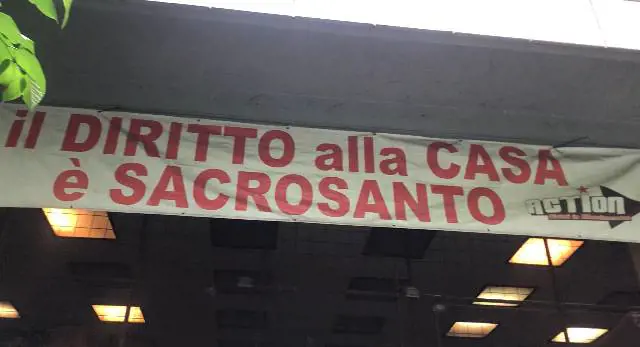 il DIRITTO alla CASA
è SACROSANTO
ACTION